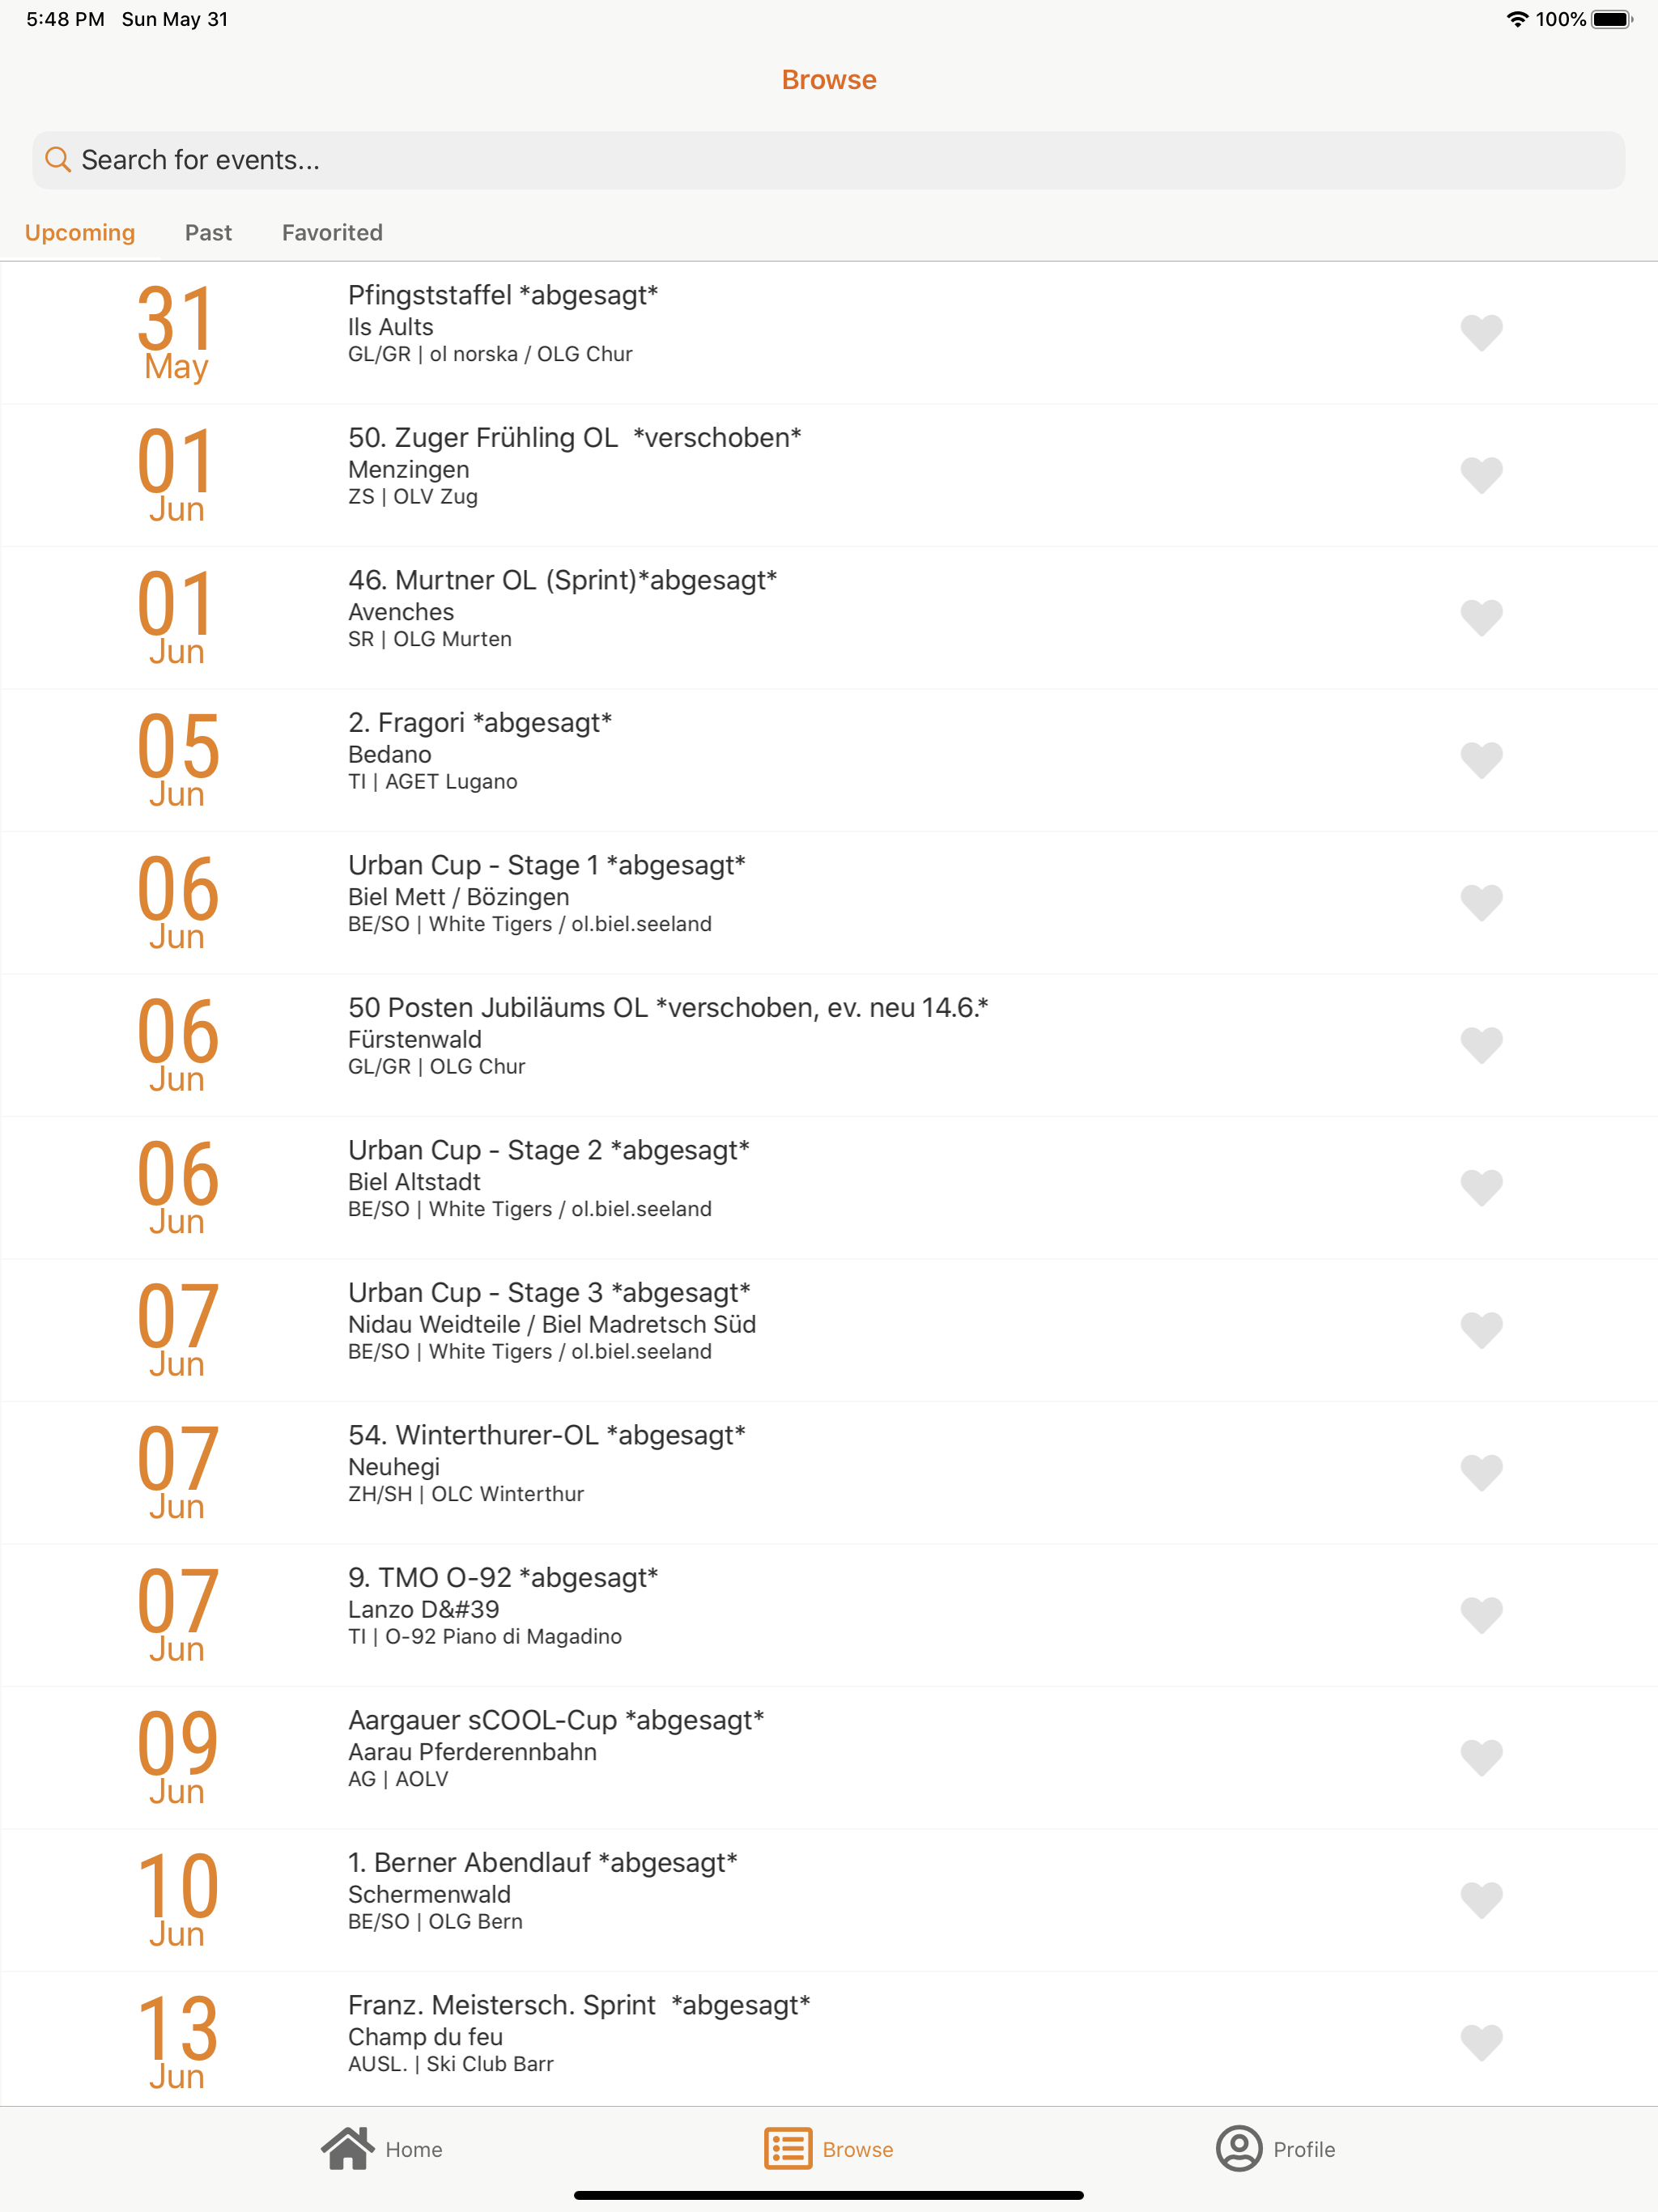 5:48 PM Sun May 31 100%
Browse
Search for events...
Upcoming Past Favorited
31
May
Pfingststaffel *abgesagt*
Ils Aults
GL/GR | ol norska / OLG Chur
01
Jun
50. Zuger Frühling OL  *verschoben*
Menzingen
ZS | OLV Zug
01
Jun
46. Murtner OL (Sprint)*abgesagt*
Avenches
SR | OLG Murten
05
Jun
2. Fragori *abgesagt*
Bedano
TI | AGET Lugano
06
Jun
Urban Cup - Stage 1 *abgesagt*
Biel Mett / Bözingen
BE/SO | White Tigers / ol.biel.seeland
06
Jun
50 Posten Jubiläums OL *verschoben, ev. neu 14.6.*
Fürstenwald
GL/GR | OLG Chur
06
Jun
Urban Cup - Stage 2 *abgesagt*
Biel Altstadt
BE/SO | White Tigers / ol.biel.seeland
07
Jun
Urban Cup - Stage 3 *abgesagt*
Nidau Weidteile / Biel Madretsch Süd
BE/SO | White Tigers / ol.biel.seeland
07
Jun
54. Winterthurer-OL *abgesagt*
Neuhegi
ZH/SH | OLC Winterthur
07
Jun
9. TMO O-92 *abgesagt*
Lanzo D&#39
TI | O-92 Piano di Magadino
09
Jun
Aargauer sCOOL-Cup *abgesagt*
Aarau Pferderennbahn
AG | AOLV
10
Jun
1. Berner Abendlauf *abgesagt*
Schermenwald
BE/SO | OLG Bern
13
Jun
Franz. Meistersch. Sprint  *abgesagt*
Champ du feu
AUSL. | Ski Club Barr
Home Browse Profile